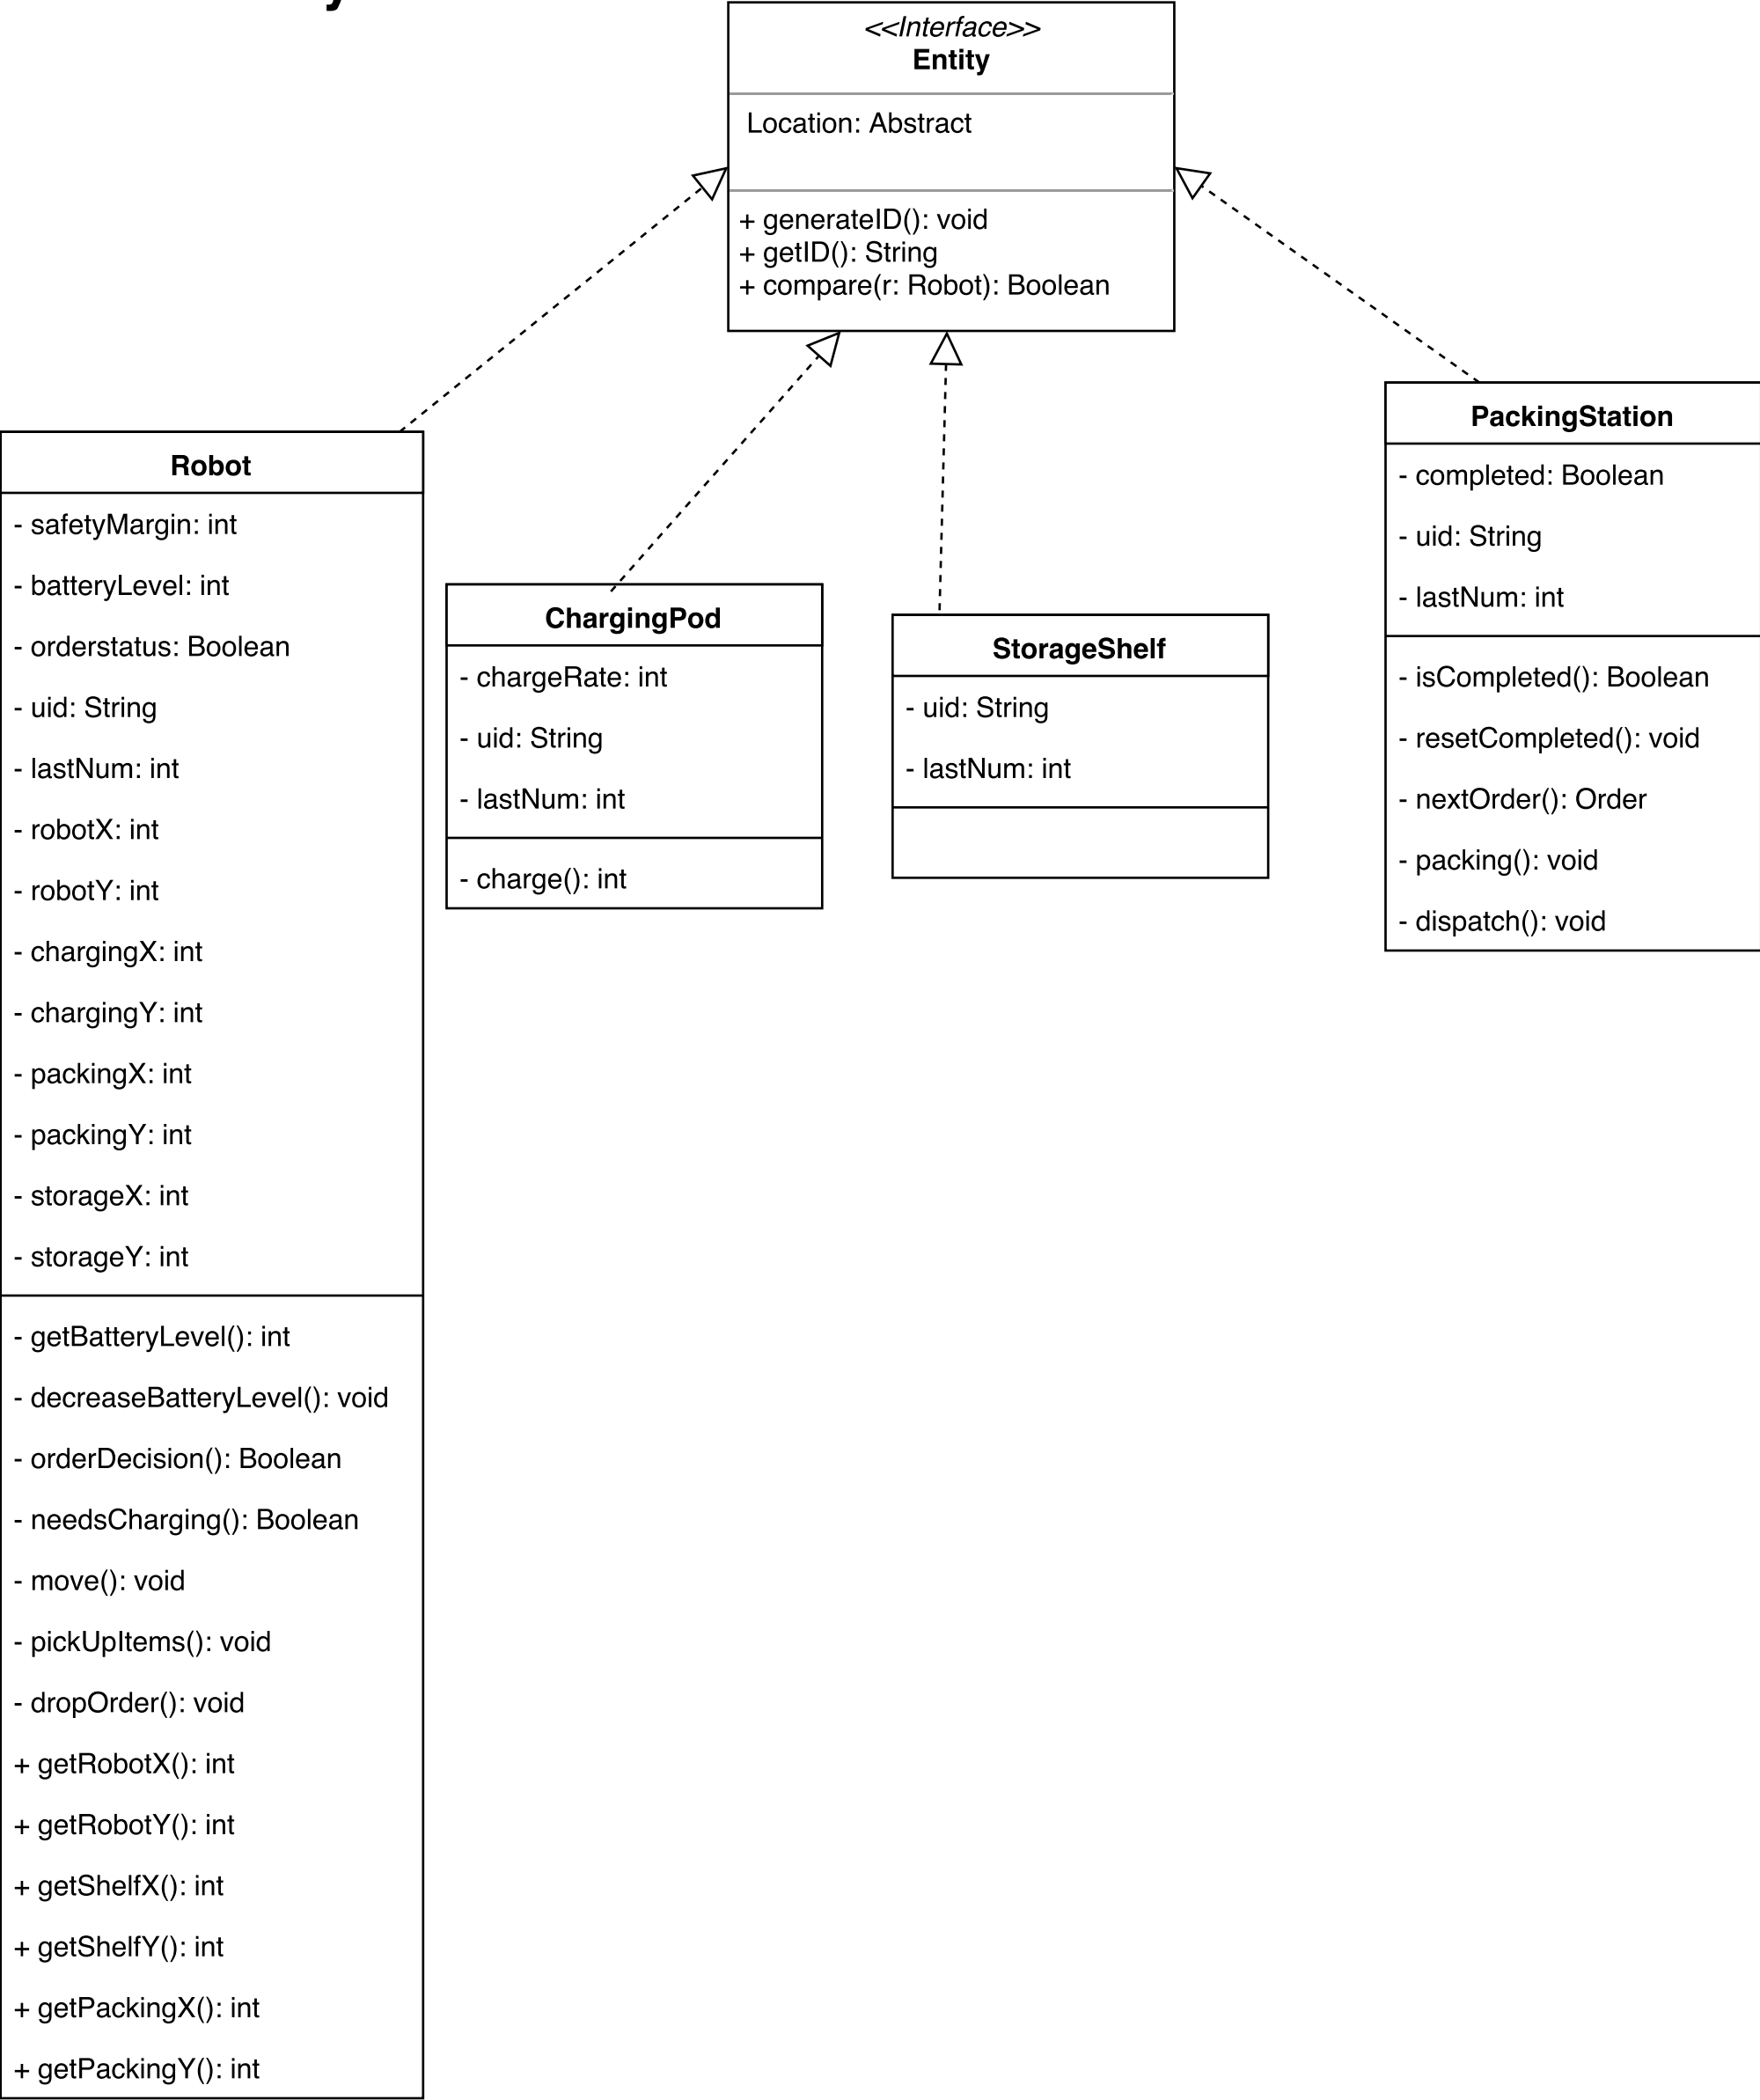 <<Interface>>
Entity
Location: Abstract
+ generateID(): void
+ getID(): String
+ compare(r: Robot): Boolean
Robot
- safetyMargin: int
- batteryLevel: int
- orderstatus: Boolean
- uid: String
- lastNum: int
- robotX: int
- robotY: int
- chargingX: int
- chargingY: int
- packingX: int
- packingY: int
- storageX: int
- storageY: int
- getBatteryLevel(): int
- decreaseBatteryLevel(): void
- orderDecision(): Boolean
- needsCharging(): Boolean
- move(): void
- pickUpItems(): void
- dropOrder(): void
+ getRobotX(): int
+ getRobotY(): int
+ getShelfX(): int
+ getShelfY(): int
+ getPackingX(): int
+ getPackingY(): int
ChargingPod
- chargeRate: int
- uid: String
- lastNum: int
- charge(): int
StorageShelf
- uid: String
- lastNum: int
PackingStation
- completed: Boolean
- uid: String
- lastNum: int
- isCompleted(): Boolean
- resetCompleted(): void
- nextOrder(): Order
- packing(): void
- dispatch(): void